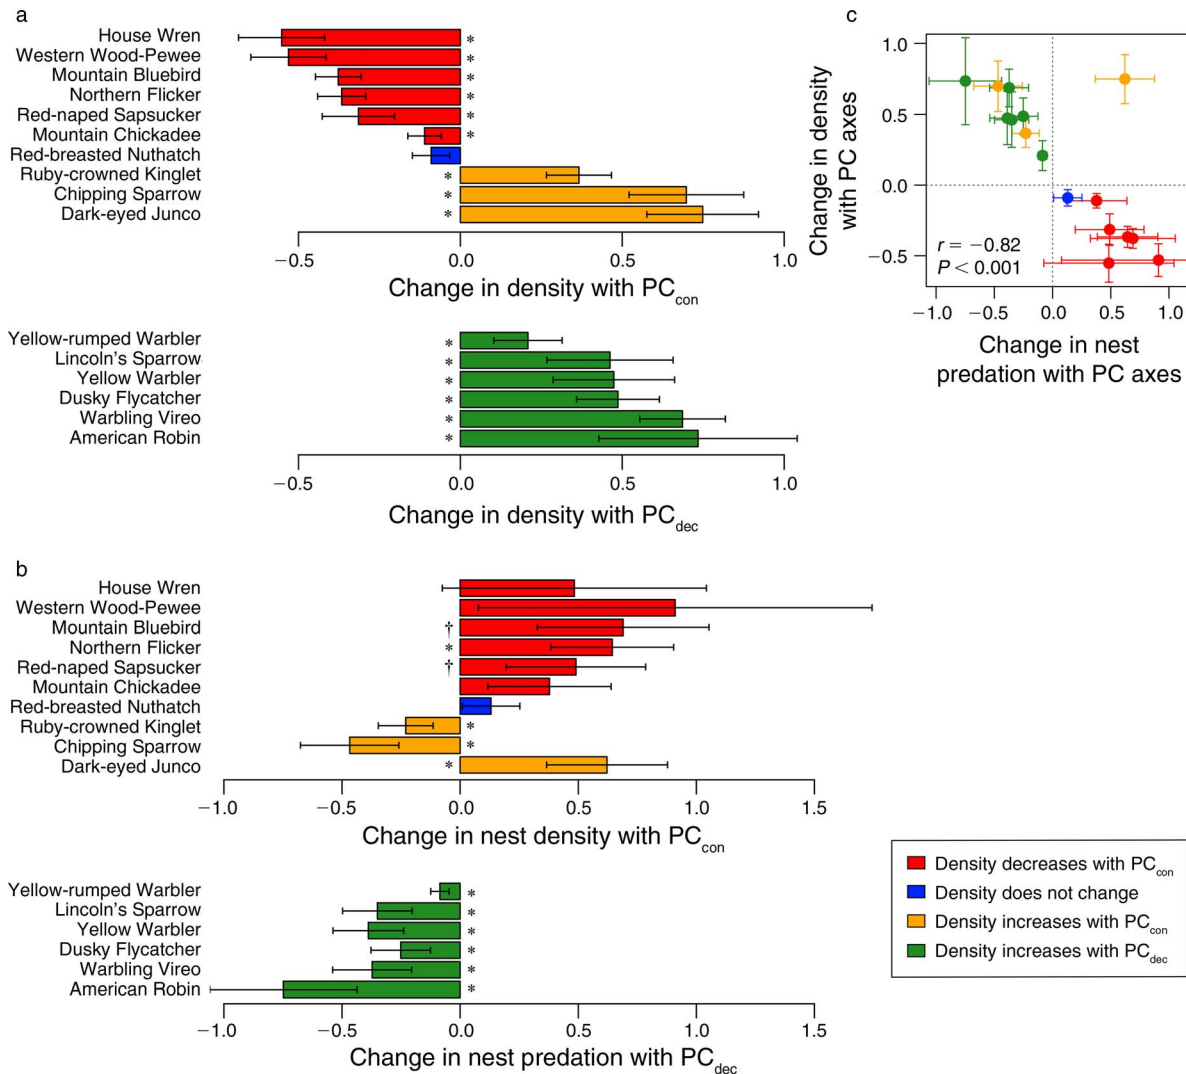 a
House Wren *
Western Wood-Pewee *
Mountain Bluebird *
Northern Flicker *
Red-naped Sapsucker *
Mountain Chickadee *
Red-breasted Nuthatch
Ruby-crowned Kinglet *
Chipping Sparrow *
Dark-eyed Junco *
−0.5 0.0 0.5 1.0
Change in density with PCcon
Yellow-rumped Warbler *
Lincoln's Sparrow *
Yellow Warbler *
Dusky Flycatcher *
Warbling Vireo *
American Robin *
−0.5 0.0 0.5 1.0
Change in density with PCdec
b
House Wren
Western Wood-Pewee
Mountain Bluebird †
Northern Flicker *
Red-naped Sapsucker †
Mountain Chickadee
Red-breasted Nuthatch
Ruby-crowned Kinglet *
Chipping Sparrow *
Dark-eyed Junco *
−1.0 −0.5 0.0 0.5 1.0 1.5
Change in nest density with PCcon
Yellow-rumped Warbler *
Lincoln's Sparrow *
Yellow Warbler *
Dusky Flycatcher *
Warbling Vireo *
American Robin *
−1.0 −0.5 0.0 0.5 1.0 1.5
Change in nest predation with PCdec
c
Change in density
with PC axes
1.0
0.5
0.0
−0.5
r = −0.82
P < 0.001
−1.0 −0.5 0.0 0.5 1.0
Change in nest
predation with PC axes
Density decreases with PCcon
Density does not change
Density increases with PCcon
Density increases with PCdec